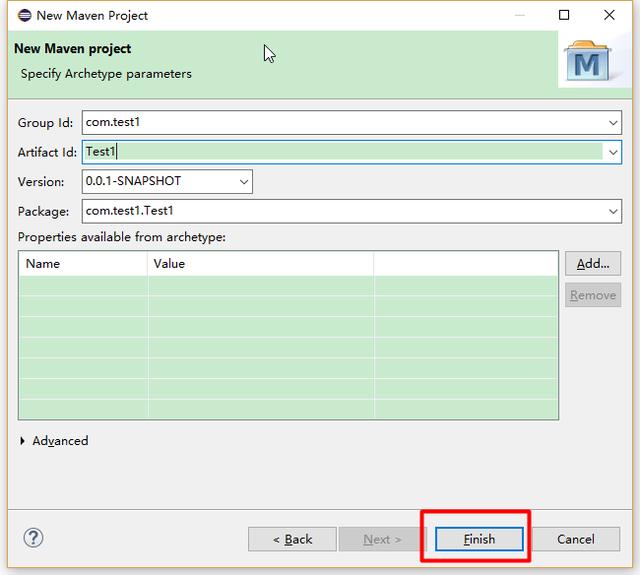 New Maven Project
New Maven project
Specify Archetype parameters
M
Group Id: com.test1
Artifact Id: Test1
Version: 0.0.1-SNAPSHOT
Package: com.test1.Test1
Properties available from archetype:
Name Value
Add...
Remove
Advanced
? < Back Next > Finish Cancel